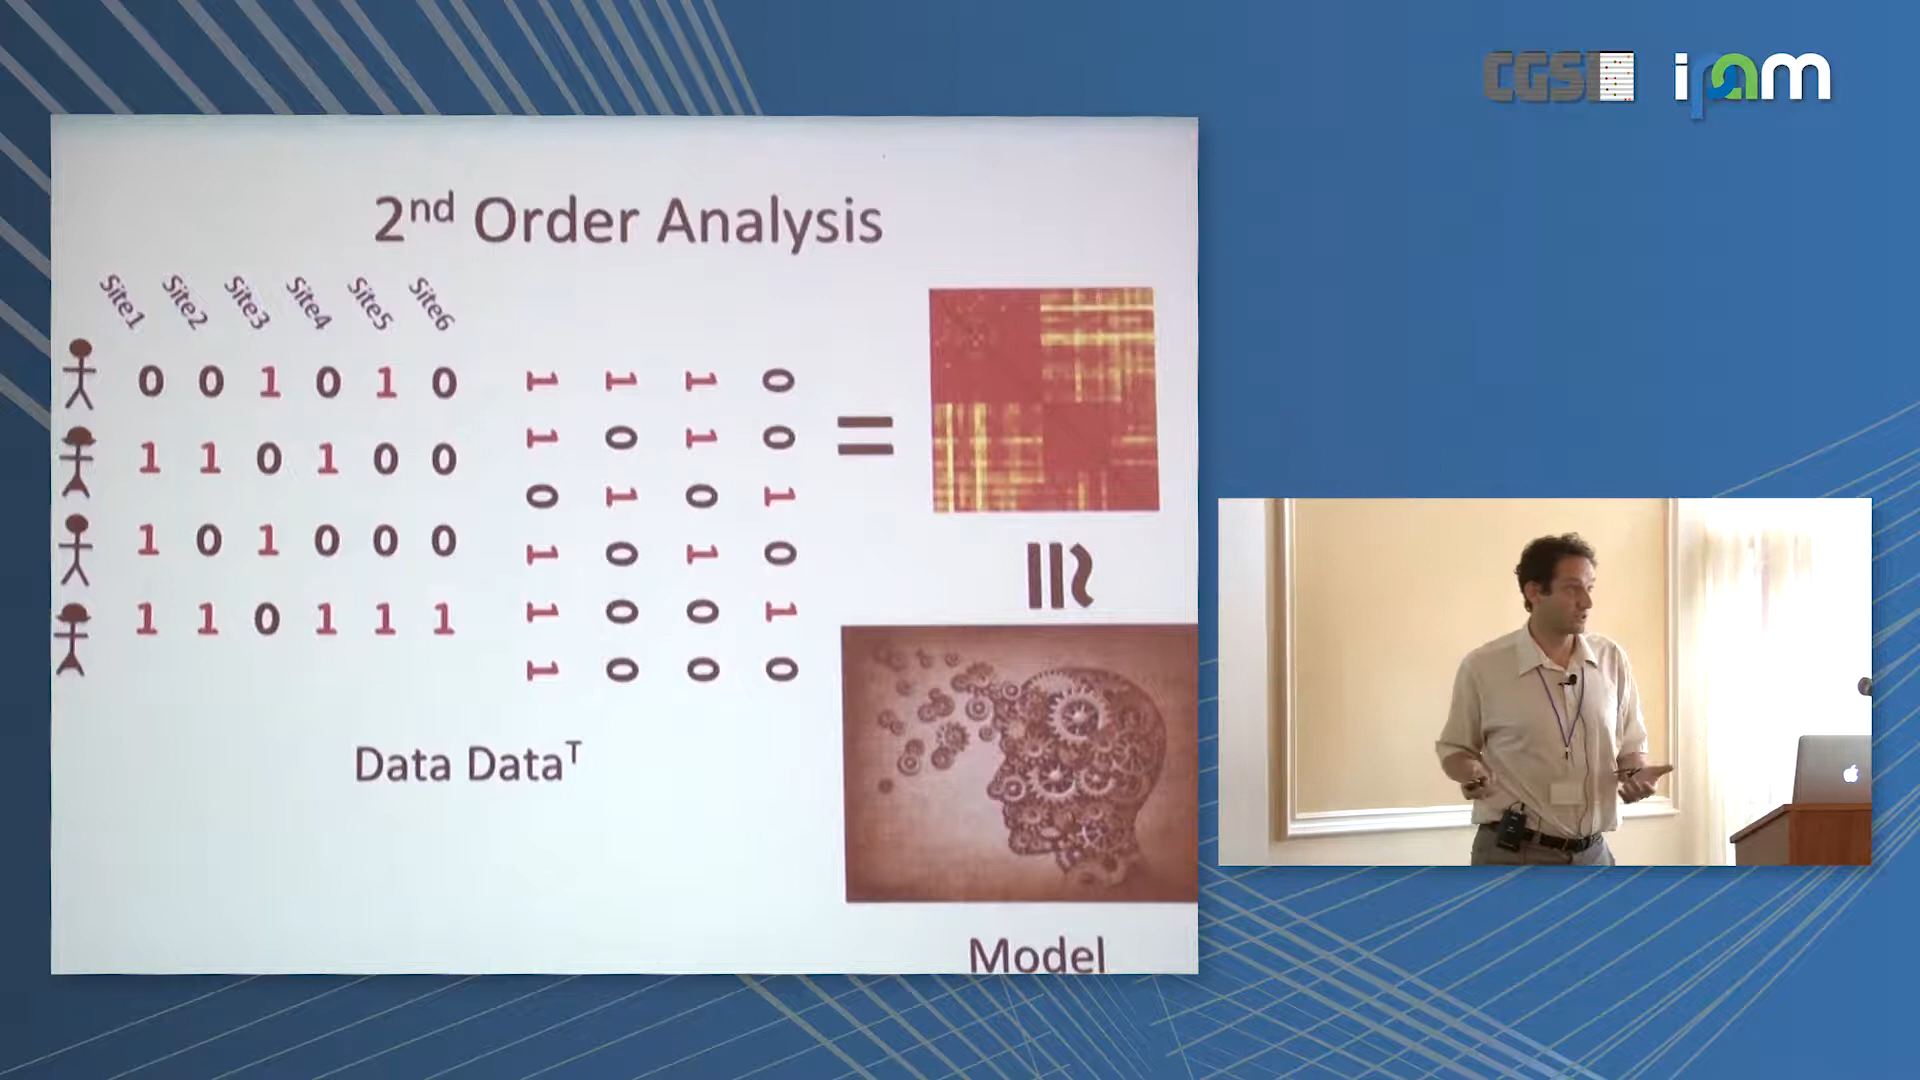 CGSI
ipam
2nd Order Analysis
Site1 Site2 Site3 Site4 Site5 Site6
0 0 1 0 1 0
1 1 0 1 0 0
1 0 1 0 0 0
1 1 0 1 1 1
1 1 1 0
1 0 1 0
0 1 0 1
1 0 1 0
1 0 0 1
1 0 0 0
=
≅
Data DataT
Model